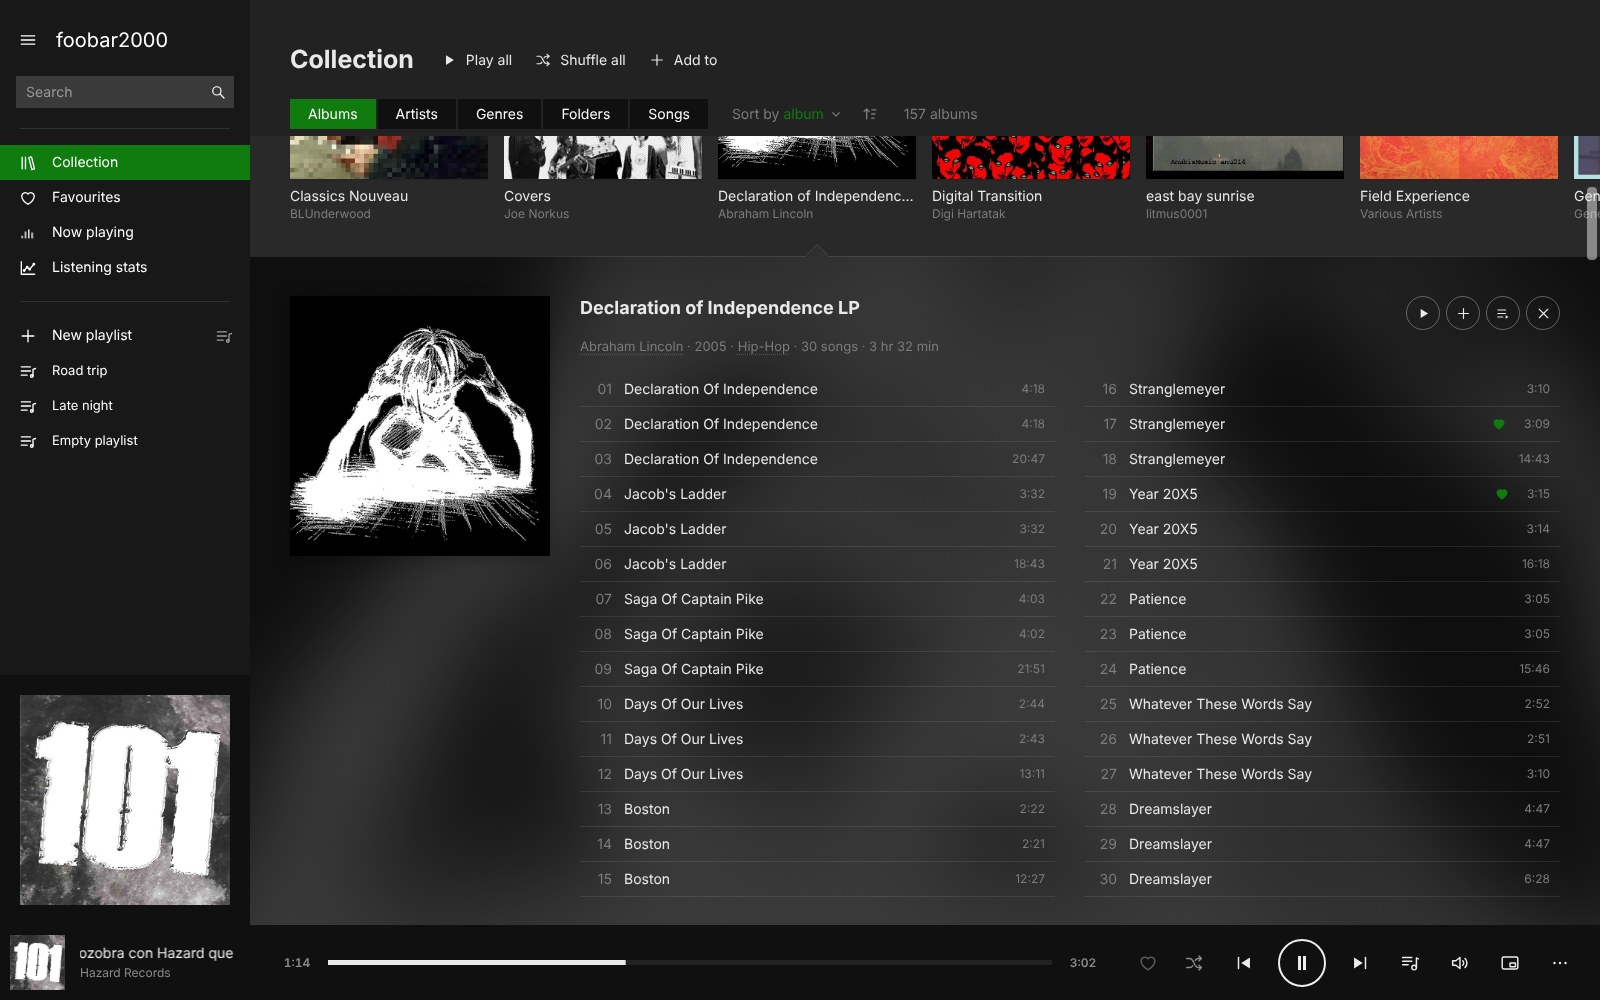 foobar2000
Search
Collection
Favourites
Now playing
Listening stats
New playlist
Road trip
Late night
Empty playlist
101
101
ozobra con Hazard que
Hazard Records
Collection
Play all
Shuffle all
Add to
Albums
Artists
Genres
Folders
Songs
Sort by album
157 albums
AnubisMusic anu014
Classics Nouveau
BLUnderwood
Covers
Joe Norkus
Declaration of Independenc...
Abraham Lincoln
Digital Transition
Digi Hartatak
east bay sunrise
litmus0001
Field Experience
Various Artists
Declaration of Independence LP
Abraham Lincoln · 2005 · Hip-Hop · 30 songs · 3 hr 32 min
01 Declaration Of Independence 4:18
02 Declaration Of Independence 4:18
03 Declaration Of Independence 20:47
04 Jacob's Ladder 3:32
05 Jacob's Ladder 3:32
06 Jacob's Ladder 18:43
07 Saga Of Captain Pike 4:03
08 Saga Of Captain Pike 4:02
09 Saga Of Captain Pike 21:51
10 Days Of Our Lives 2:44
11 Days Of Our Lives 2:43
12 Days Of Our Lives 13:11
13 Boston 2:22
14 Boston 2:21
15 Boston 12:27
16 Stranglemeyer 3:10
17 Stranglemeyer 3:09
18 Stranglemeyer 14:43
19 Year 20X5 3:15
20 Year 20X5 3:14
21 Year 20X5 16:18
22 Patience 3:05
23 Patience 3:05
24 Patience 15:46
25 Whatever These Words Say 2:52
26 Whatever These Words Say 2:51
27 Whatever These Words Say 3:10
28 Dreamslayer 4:47
29 Dreamslayer 4:47
30 Dreamslayer 6:28
1:14
3:02